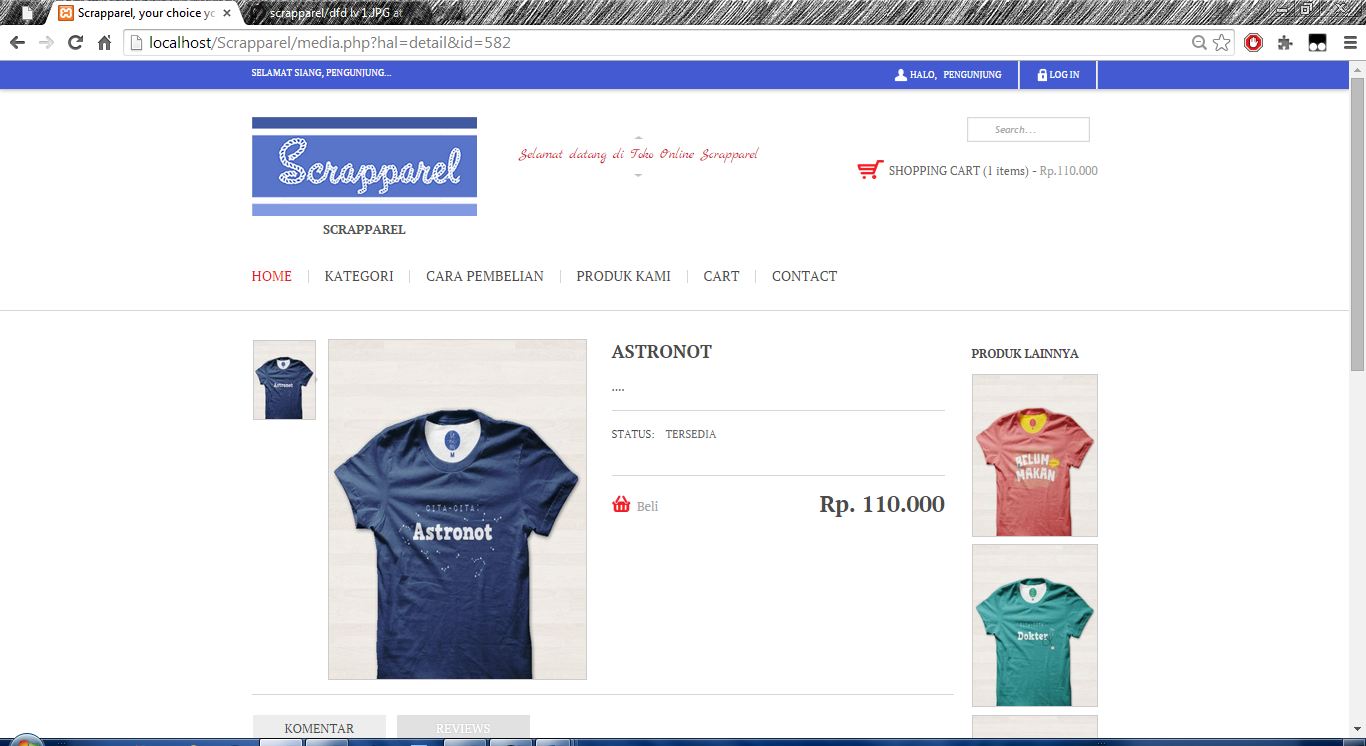 Scrapparel, your choice yo
scrapparel/dfd lv 1.JPG at
localhost/Scrapparel/media.php?hal=detail&id=582
SELAMAT SIANG, PENGUNJUNG...
HALO, PENGUNJUNG
LOG IN
Scrapparel
SCRAPPAREL
Selamat datang di Toko Online Scrapparel
Search...
SHOPPING CART (1 items) - Rp.110.000
HOME
KATEGORI
CARA PEMBELIAN
PRODUK KAMI
CART
CONTACT
Astronot
M
CITA-CITA:
Astronot
ASTRONOT
....
STATUS: TERSEDIA
Beli
Rp. 110.000
PRODUK LAINNYA
BELUM
MAKAN
Dokter
KOMENTAR
REVIEWS